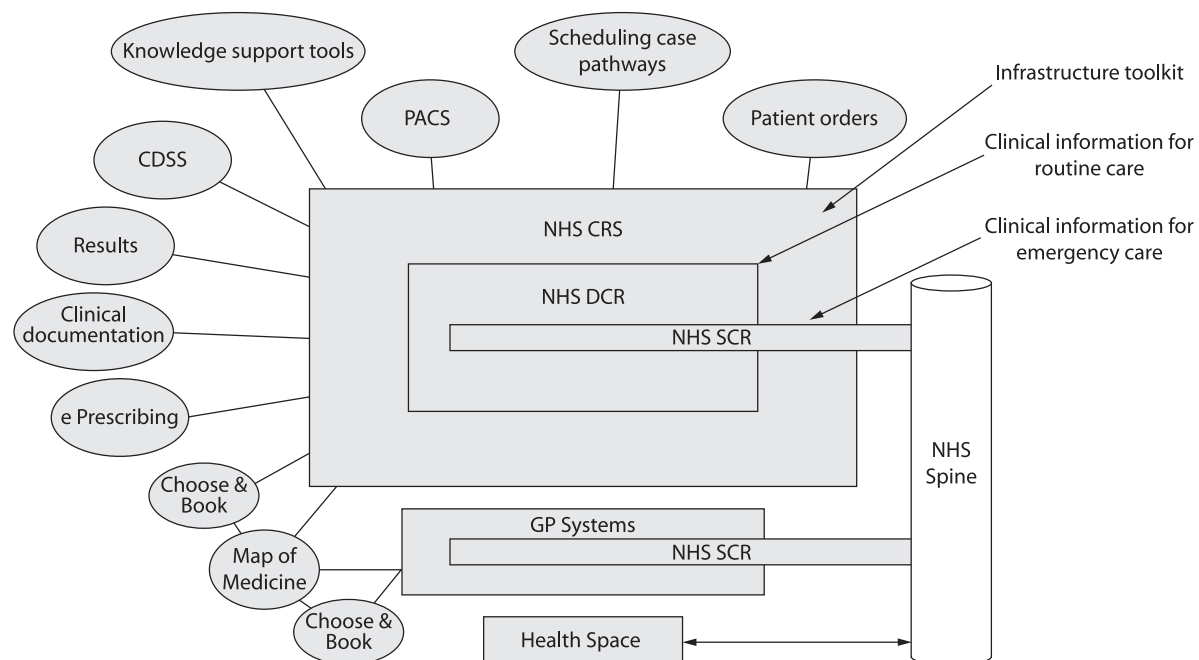 Knowledge support tools
Scheduling case
pathways
Infrastructure toolkit
PACS
Patient orders
CDSS
Clinical information for
routine care
NHS CRS
Results
Clinical information for
emergency care
NHS DCR
Clinical
documentation
NHS SCR
e Prescribing
NHS
Spine
Choose &
Book
GP Systems
NHS SCR
Map of
Medicine
Choose &
Book
Health Space